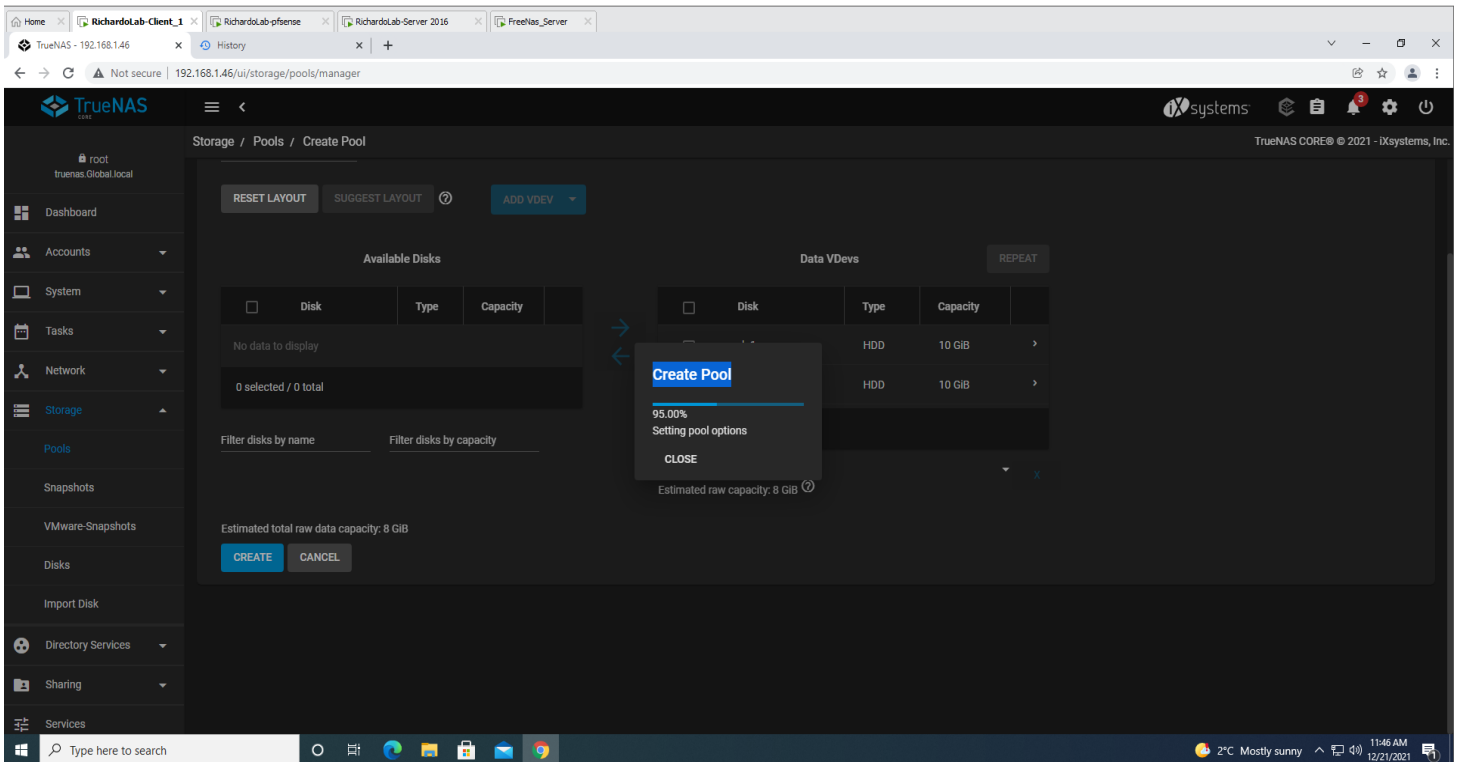 Home
RichardoLab-Client_1
RichardoLab-pfsense
RichardoLab-Server 2016
FreeNas_Server
TrueNAS - 192.168.1.46
History
Not secure | 192.168.1.46/ui/storage/pools/manager
TrueNAS
CORE
iXsystems
3
Storage / Pools / Create Pool
TrueNAS CORE® © 2021 - iXsystems, Inc.
root
truenas.Global.local
Dashboard
Accounts
System
Tasks
Network
Storage
Pools
Snapshots
VMware-Snapshots
Disks
Import Disk
Directory Services
Sharing
Services
RESET LAYOUT
SUGGEST LAYOUT
ADD VDEV
Available Disks
Disk Type Capacity
No data to display
0 selected / 0 total
Filter disks by name
Filter disks by capacity
Data VDevs
REPEAT
Disk Type Capacity
HDD 10 GiB
HDD 10 GiB
X
Estimated raw capacity: 8 GiB
Create Pool
95.00%
Setting pool options
CLOSE
Estimated total raw data capacity: 8 GiB
CREATE
CANCEL
Type here to search
2°C Mostly sunny
11:46 AM
12/21/2021
1